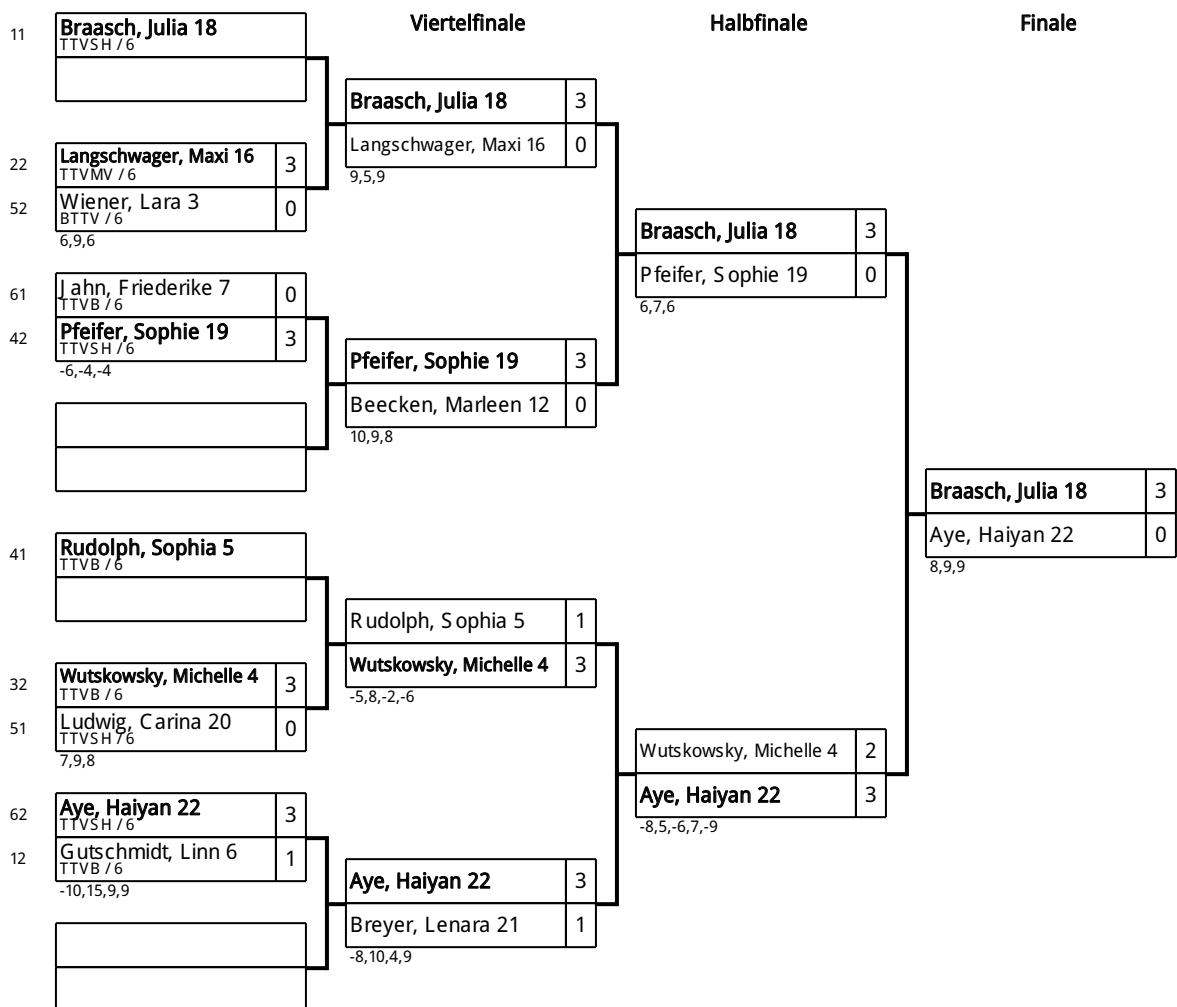 Viertelfinale
Halbfinale
Finale
11
Braasch, Julia 18
TTVSH / 6
22
Langschwager, Maxi 16 3
TTVMV / 6
52
Wiener, Lara 3 0
BTTV / 6
6,9,6
61
Jahn, Friederike 7 0
TTVB / 6
42
Pfeifer, Sophie 19 3
TTVSH / 6
-6,-4,-4
41
Rudolph, Sophia 5
TTVB / 6
32
Wutskowsky, Michelle 4 3
TTVB / 6
51
Ludwig, Carina 20 0
TTVSH / 6
7,9,8
62
Aye, Haiyan 22 3
TTVSH / 6
12
Gutschmidt, Linn 6 1
TTVB / 6
-10,15,9,9
Braasch, Julia 18 3
Langschwager, Maxi 16 0
9,5,9
Pfeifer, Sophie 19 3
Beecken, Marleen 12 0
10,9,8
Rudolph, Sophia 5 1
Wutskowsky, Michelle 4 3
-5,8,-2,-6
Aye, Haiyan 22 3
Breyer, Lenara 21 1
-8,10,4,9
Braasch, Julia 18 3
Pfeifer, Sophie 19 0
6,7,6
Wutskowsky, Michelle 4 2
Aye, Haiyan 22 3
-8,5,-6,7,-9
Braasch, Julia 18 3
Aye, Haiyan 22 0
8,9,9